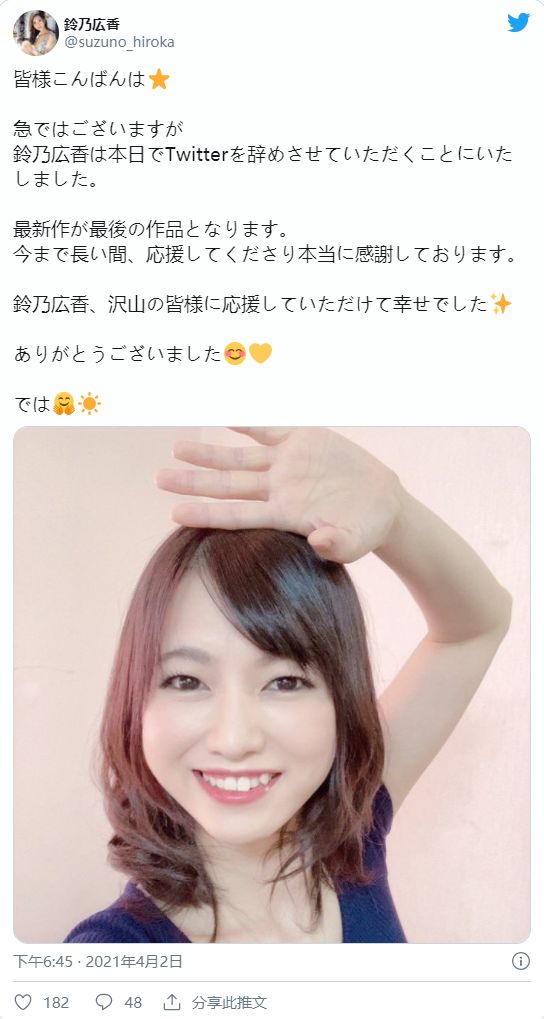 鈴乃広香
@suzuno_hiroka
皆様こんばんは⭐
急ではございますが
鈴乃広香は本日でTwitterを辞めさせていただくことにいた
しました。
最新作が最後の作品となります。
今まで長い間、応援してくださり本当に感謝しております。
鈴乃広香、沢山の皆様に応援していただけて幸せでした✨
ありがとうございました😊💛
では🤗☀
下午6:45 · 2021年4月2日
182 48 分享此推文